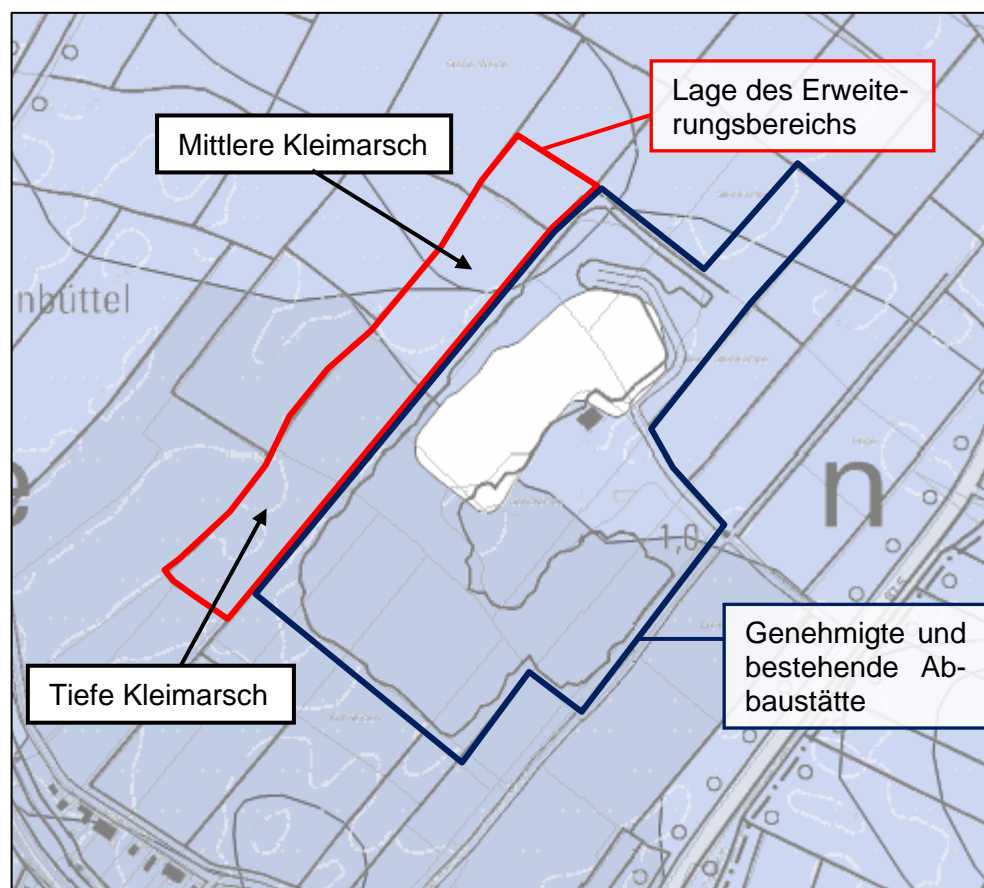 Lage des Erweite-
rungsbereichs
Mittlere Kleimarsch
nbüttel
e
n
1,0
Genehmigte und
bestehende Ab-
baustätte
Tiefe Kleimarsch